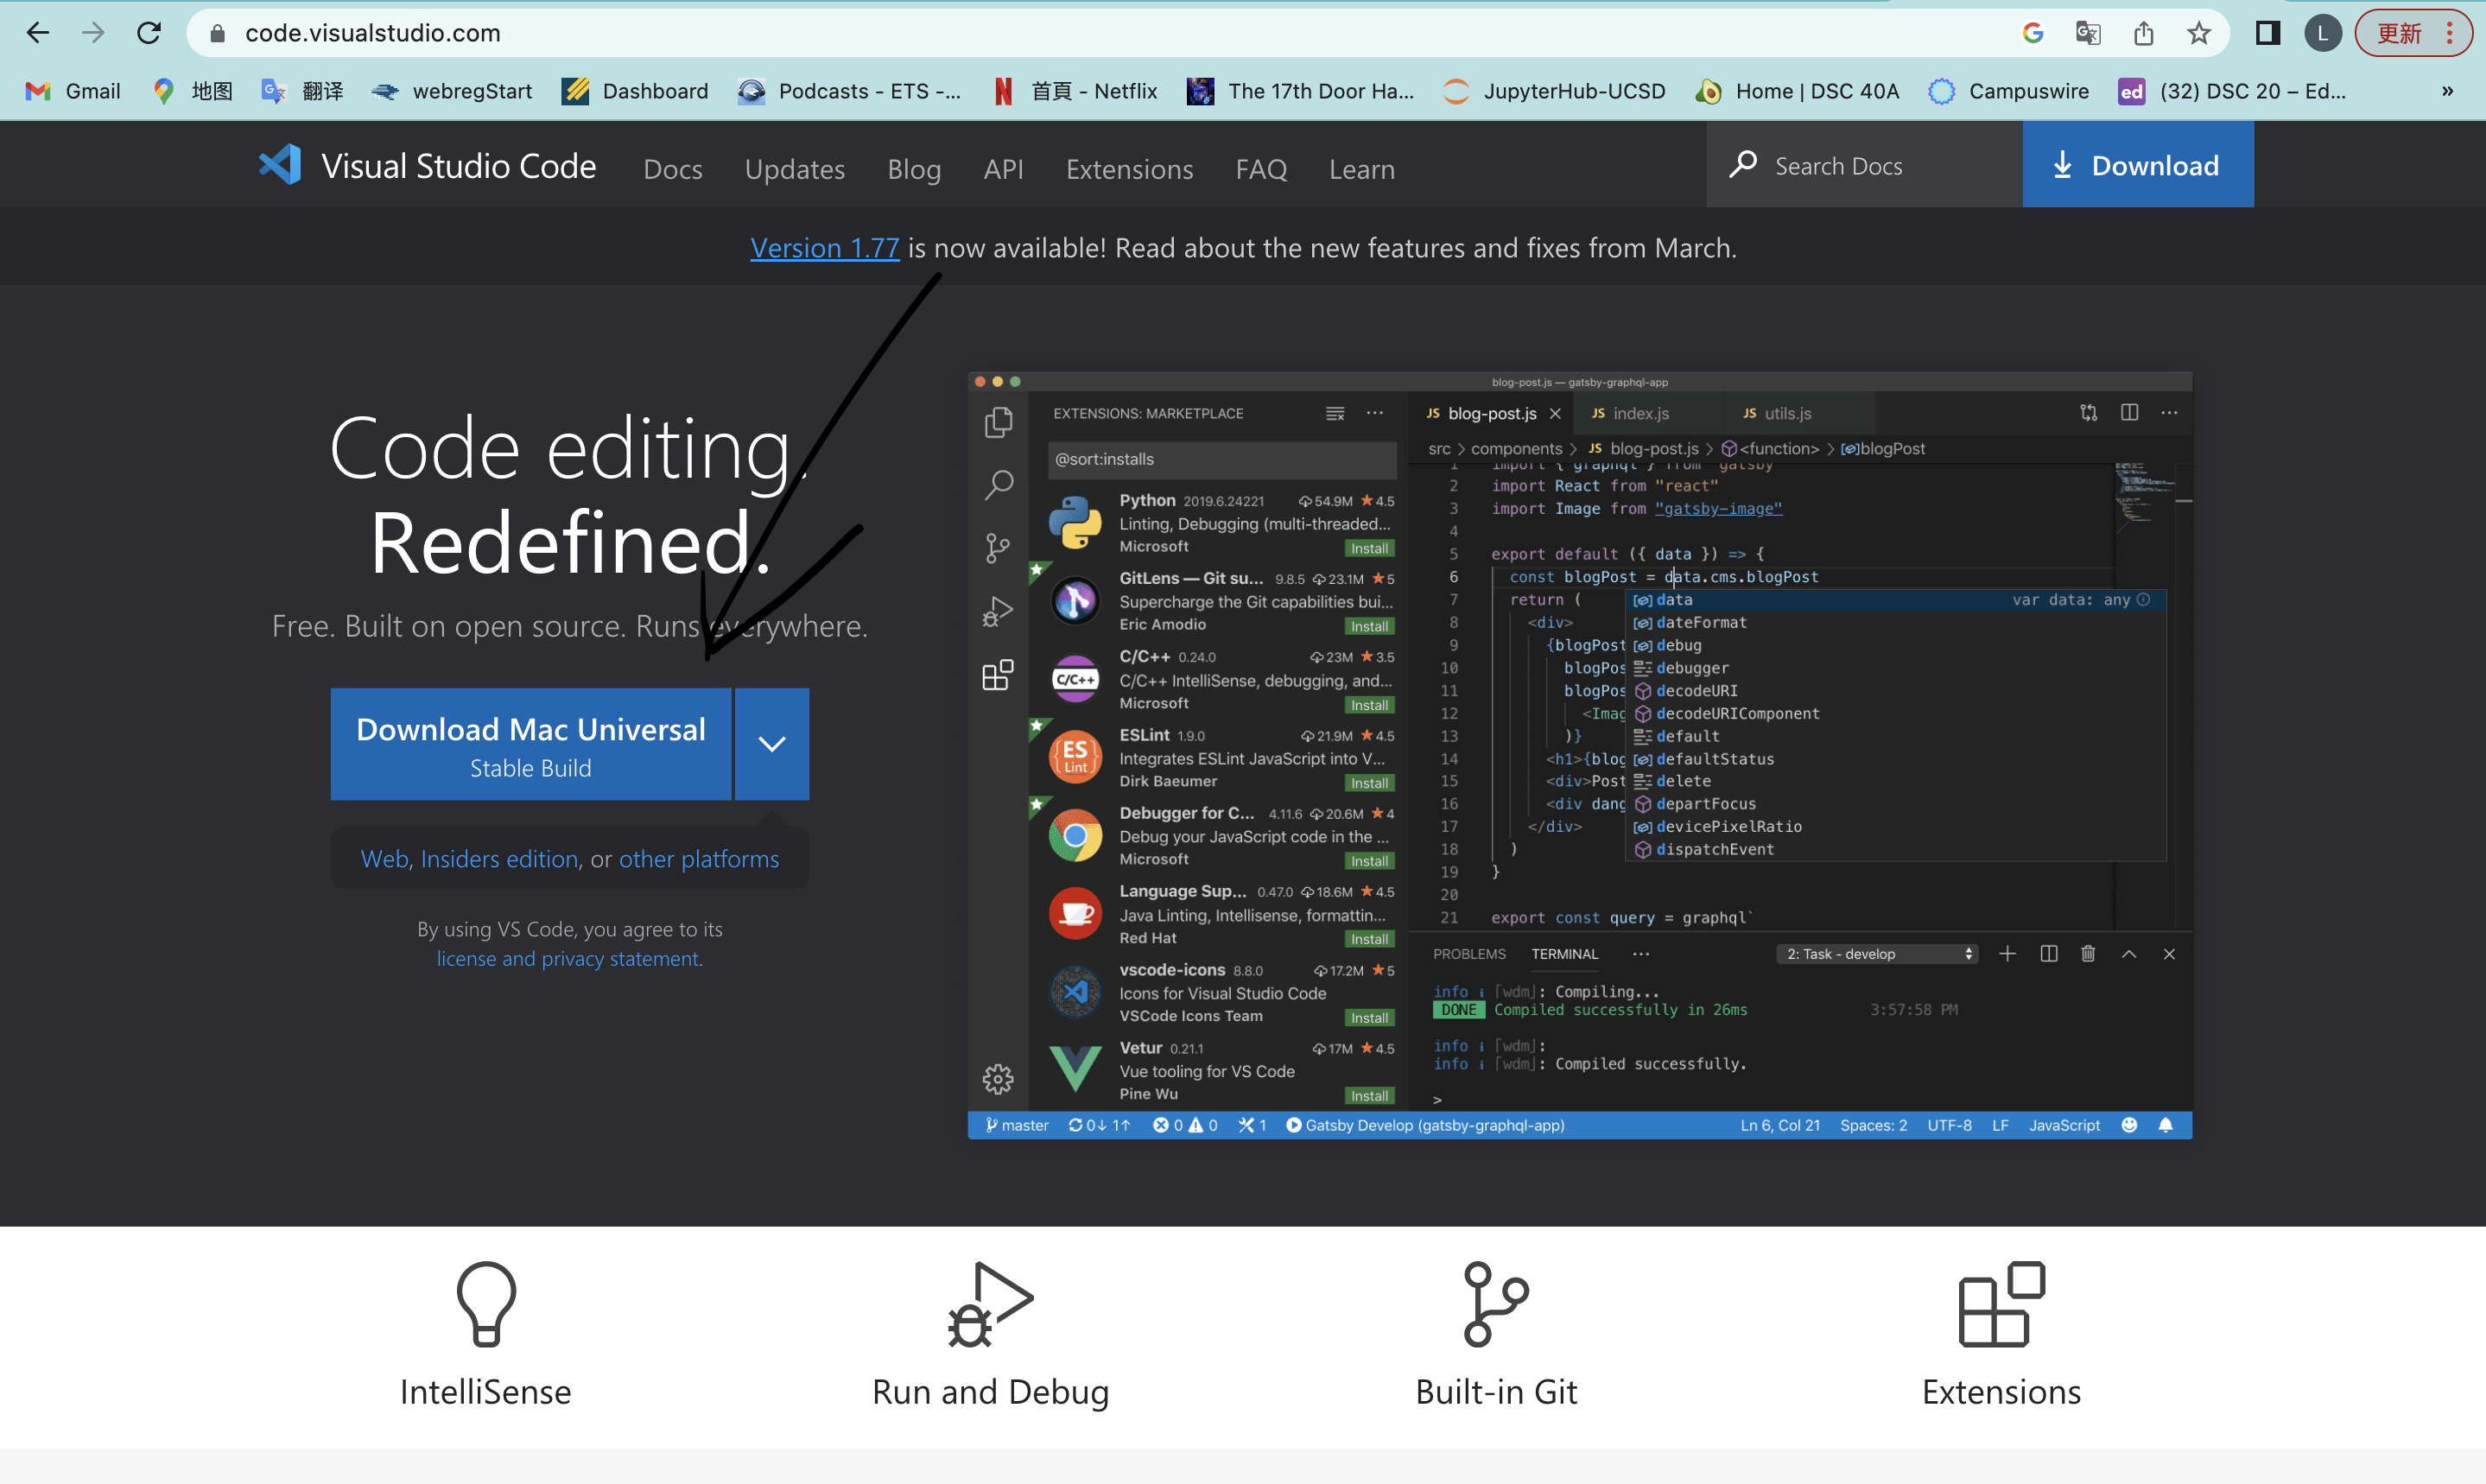 code.visualstudio.com
L
更新
Gmail
地图
翻译
webregStart
Dashboard
Podcasts - ETS -...
首頁 - Netflix
The 17th Door Ha...
JupyterHub-UCSD
Home | DSC 40A
Campuswire
ed (32) DSC 20 – Ed...
»
Visual Studio Code
Docs
Updates
Blog
API
Extensions
FAQ
Learn
Search Docs
Download
Version 1.77 is now available! Read about the new features and fixes from March.
Code editing.
Redefined.
Free. Built on open source. Runs everywhere.
Download Mac Universal
Stable Build
Web, Insiders edition, or other platforms
By using VS Code, you agree to its
license and privacy statement.
blog-post.js — gatsby-graphql-app
EXTENSIONS: MARKETPLACE
@sort:installs
Python 2019.6.24221 54.9M ★4.5
Linting, Debugging (multi-threaded...
Microsoft
Install
GitLens — Git su... 9.8.5 23.1M ★5
Supercharge the Git capabilities bui...
Eric Amodio
Install
C/C++
C/C++ 0.24.0 23M ★3.5
C/C++ IntelliSense, debugging, and...
Microsoft
Install
ES
Lint
ESLint 1.9.0 21.9M ★4.5
Integrates ESLint JavaScript into V...
Dirk Baeumer
Install
Debugger for C... 4.11.6 20.6M ★4
Debug your JavaScript code in the ...
Microsoft
Install
Language Sup... 0.47.0 18.6M ★4.5
Java Linting, Intellisense, formattin...
Red Hat
Install
vscode-icons 8.8.0 17.2M ★5
Icons for Visual Studio Code
VSCode Icons Team
Install
Vetur 0.21.1 17M ★4.5
Vue tooling for VS Code
Pine Wu
Install
JS blog-post.js
JS index.js
JS utils.js
src > components > JS blog-post.js > <function> > blogPost
1 import { graphql } from "gatsby"
2 import React from "react"
3 import Image from "gatsby-image"
4
5 export default ({ data }) => {
6 const blogPost = data.cms.blogPost
7 return (
8 <div>
9 {blogPost
10 blogPos
11 blogPos
12 <Imag
13 )}
14 <h1>{blog
15 <div>Post
16 <div dang
17 </div>
18 )
19 }
20
21 export const query = graphql`
data var data: any
dateFormat
debug
debugger
decodeURI
decodeURIComponent
default
defaultStatus
delete
departFocus
devicePixelRatio
dispatchEvent
PROBLEMS
TERMINAL
2: Task - develop
info i ⌈wdm⌋: Compiling...
DONE Compiled successfully in 26ms 3:57:58 PM
info i ⌈wdm⌋:
info i ⌈wdm⌋: Compiled successfully.
>
master 0↓ 1↑ 0 0 1 Gatsby Develop (gatsby-graphql-app) Ln 6, Col 21 Spaces: 2 UTF-8 LF JavaScript
IntelliSense
Run and Debug
Built-in Git
Extensions